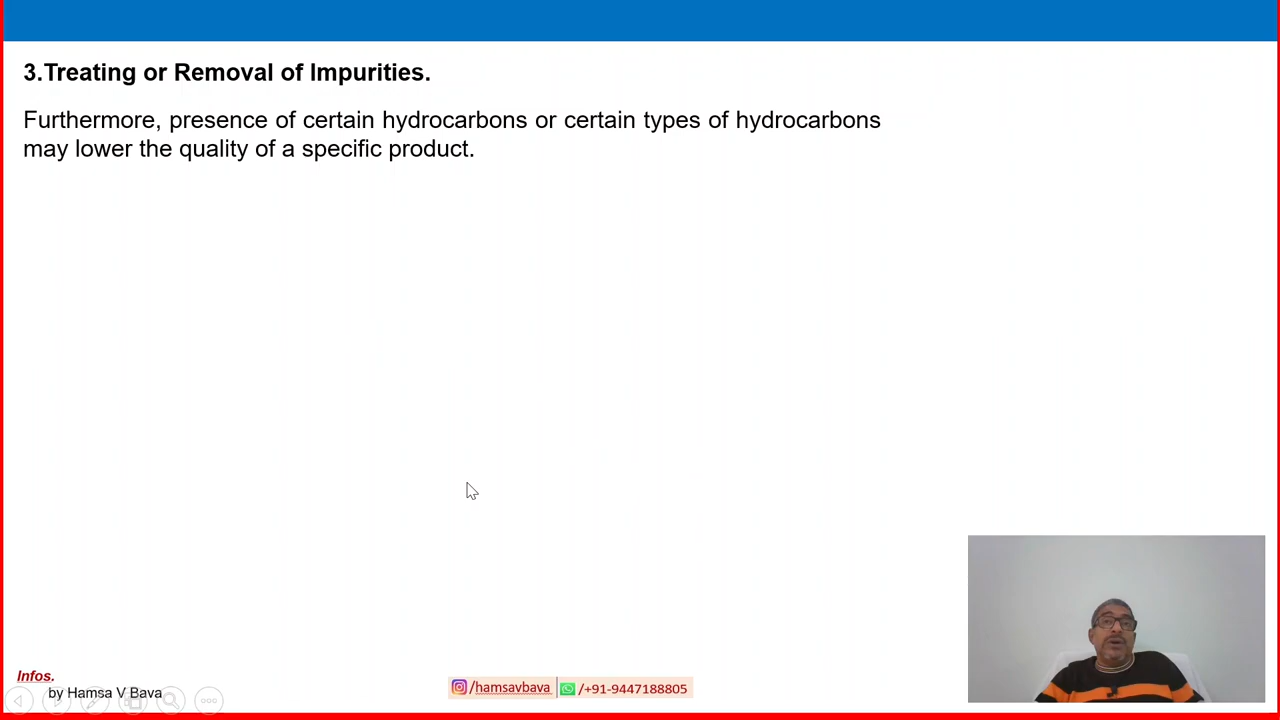 3.Treating or Removal of Impurities.
Furthermore, presence of certain hydrocarbons or certain types of hydrocarbons
may lower the quality of a specific product.
Infos.
by Hamsa V Bava
/hamsavbava
/+91-9447188805